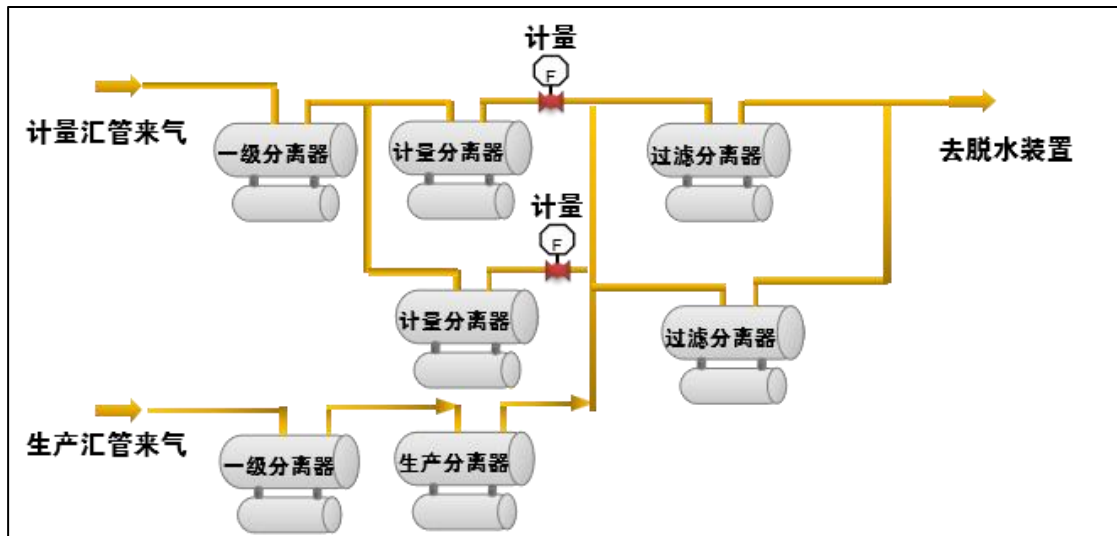 计量
F
计量汇管来气
一级分离器
计量分离器
过滤分离器
去脱水装置
计量
F
计量分离器
过滤分离器
生产汇管来气
一级分离器
生产分离器